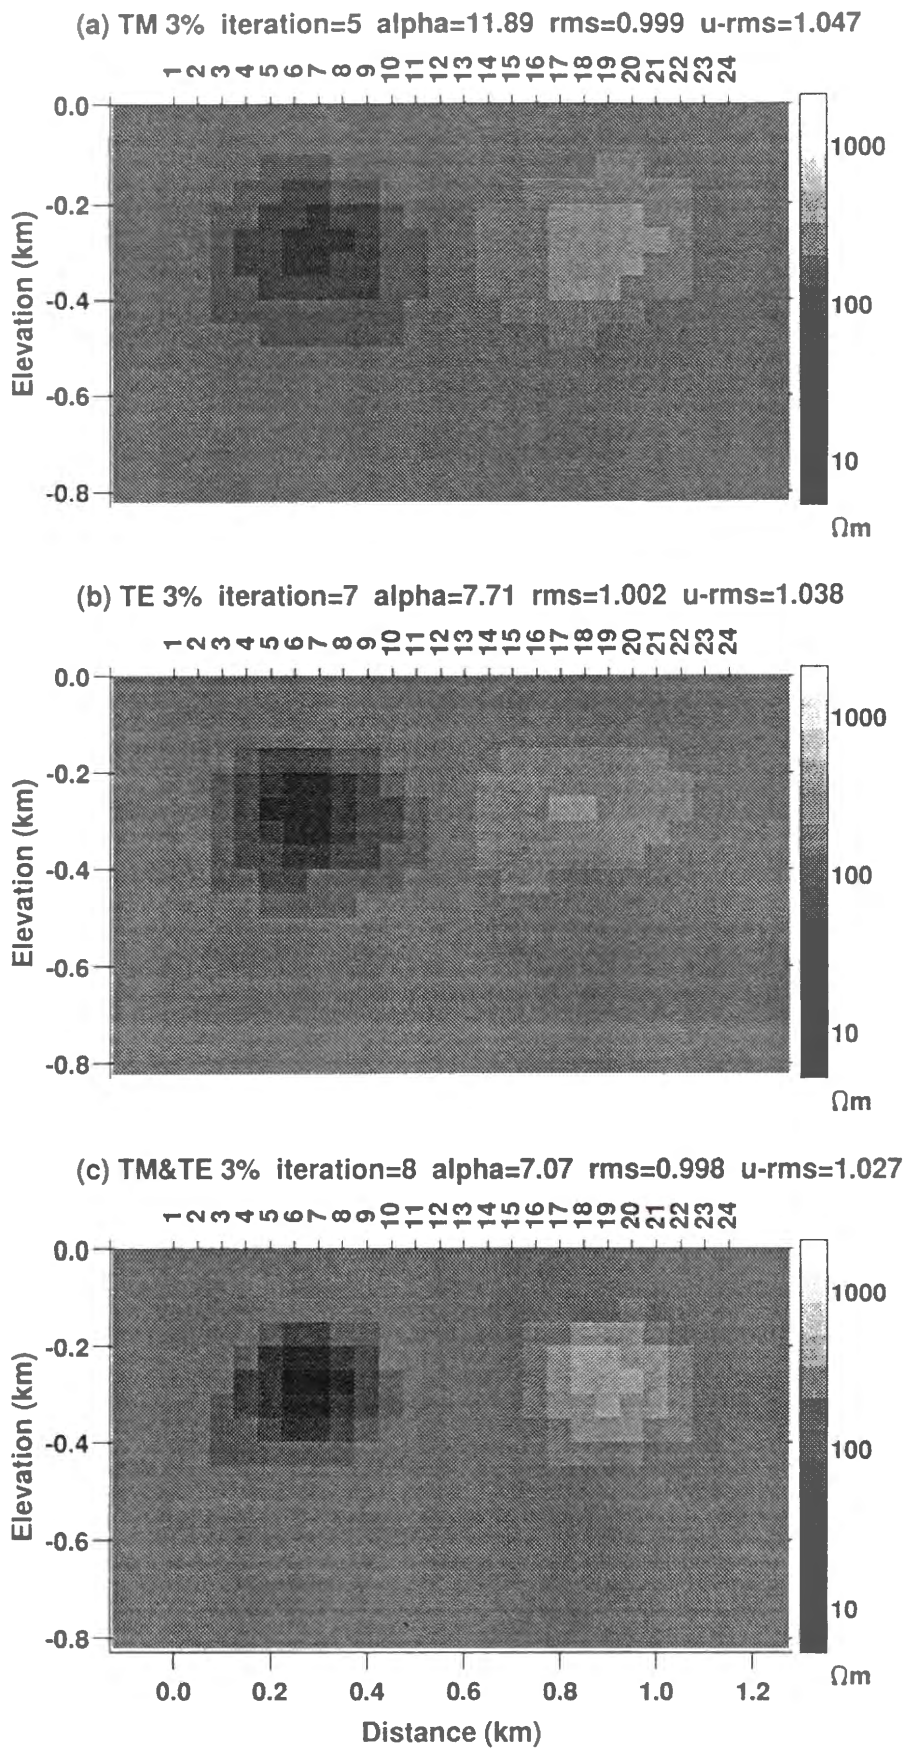 (a) TM 3% iteration=5 alpha=11.89 rms=0.999 u-rms=1.047
1 2 3 4 5 6 7 8 9 10 11 12 13 14 15 16 17 18 19 20 21 22 23 24
0.0
-0.2
-0.4
-0.6
-0.8
Elevation (km)
1000
100
10
Ωm
(b) TE 3% iteration=7 alpha=7.71 rms=1.002 u-rms=1.038
1 2 3 4 5 6 7 8 9 10 11 12 13 14 15 16 17 18 19 20 21 22 23 24
0.0
-0.2
-0.4
-0.6
-0.8
Elevation (km)
1000
100
10
Ωm
(c) TM&TE 3% iteration=8 alpha=7.07 rms=0.998 u-rms=1.027
1 2 3 4 5 6 7 8 9 10 11 12 13 14 15 16 17 18 19 20 21 22 23 24
0.0
-0.2
-0.4
-0.6
-0.8
Elevation (km)
1000
100
10
Ωm
0.0 0.2 0.4 0.6 0.8 1.0 1.2
Distance (km)